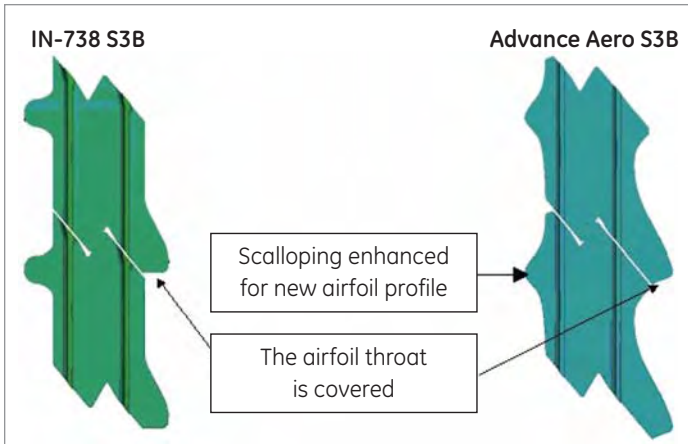 IN-738 S3B
Advance Aero S3B
Scalloping enhanced
for new airfoil profile
The airfoil throat
is covered